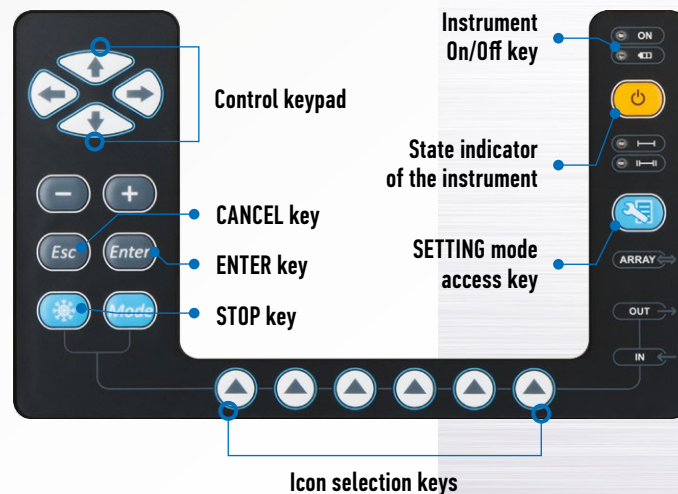 Instrument
On/Off key
ON
Control keypad
State indicator
of the instrument
− +
CANCEL key
Esc Enter
ENTER key
SETTING mode
access key
ARRAY
STOP key
Mode
OUT
IN
Icon selection keys